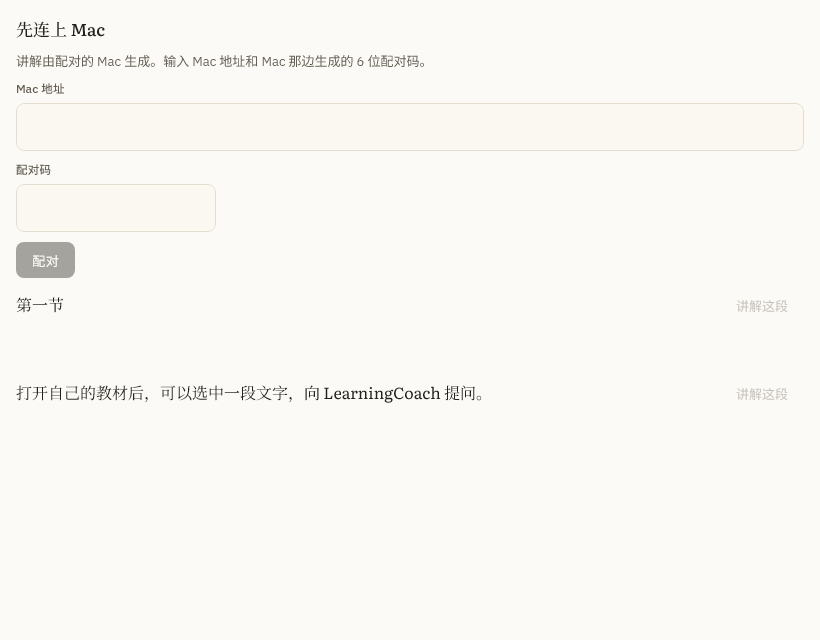 先连上 Mac
讲解由配对的 Mac 生成。输入 Mac 地址和 Mac 那边生成的 6 位配对码。
Mac 地址
配对码
配对
第一节
讲解这段
打开自己的教材后，可以选中一段文字，向 LearningCoach 提问。
讲解这段